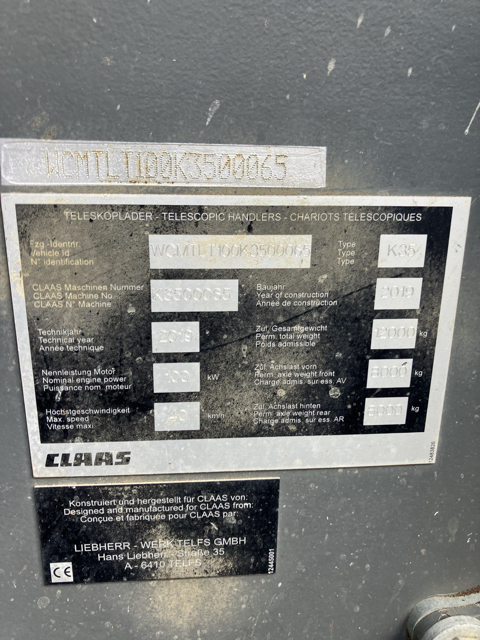 WCMTLT100K3500065
TELESKOPLADER - TELESCOPIC HANDLERS - CHARIOTS TELESCOPIQUES
Fzg.-Identnr.
Vehicle id
N° identification
WCMTLT100K3500065
Type
Type
Type
K35
CLAAS Maschinen Nummer
CLAAS Machine No.
CLAAS N° Machine
K3500065
Baujahr
Year of construction
Année de construction
2019
Technikjahr
Technical year
Année technique
2019
Zul. Gesamtgewicht
Perm. total weight
Poids admissible
12000 kg
Nennleistung Motor
Nominal engine power
Puissance nom. moteur
100 kW
Zul. Achslast vorn
Perm. axle weight front
Charge admis. sur ess. AV
8000 kg
Höchstgeschwindigkeit
Max. speed
Vitesse maxi.
40 km/h
Zul. Achslast hinten
Perm. axle weight rear
Charge admis. sur ess. AR
8000 kg
CLAAS
Konstruiert und hergestellt für CLAAS von:
Designed and manufactured for CLAAS from:
Conçue et fabriquée pour CLAAS par:
LIEBHERR - WERK TELFS GMBH
Hans Liebherr - Straße 35
A - 6410 TELFS
CE
12445001